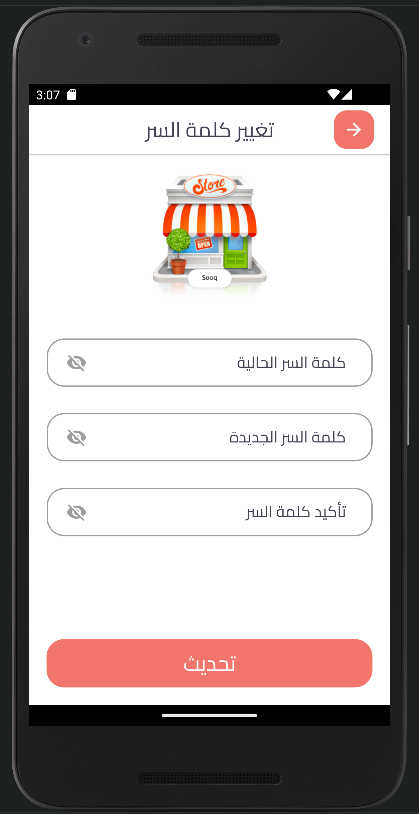 3:07
تغيير كلمة السر
Store
OPEN
Sooq
كلمة السر الحالية
كلمة السر الجديدة
تأكيد كلمة السر
تحديث